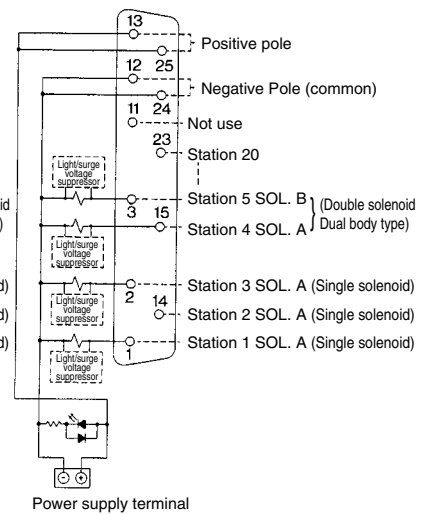 13
Positive pole
12 25
Negative Pole (common)
24
11
Not use
23
Station 20
Light/surge
voltage
suppressor
Station 5 SOL. B
(Double solenoid
Dual body type)
3 15
Station 4 SOL. A
Light/surge
voltage
suppressor
Station 3 SOL. A (Single solenoid)
2
Light/surge
voltage
suppressor
14
Station 2 SOL. A (Single solenoid)
Station 1 SOL. A (Single solenoid)
1
Light/surge
voltage
suppressor
- +
Power supply terminal